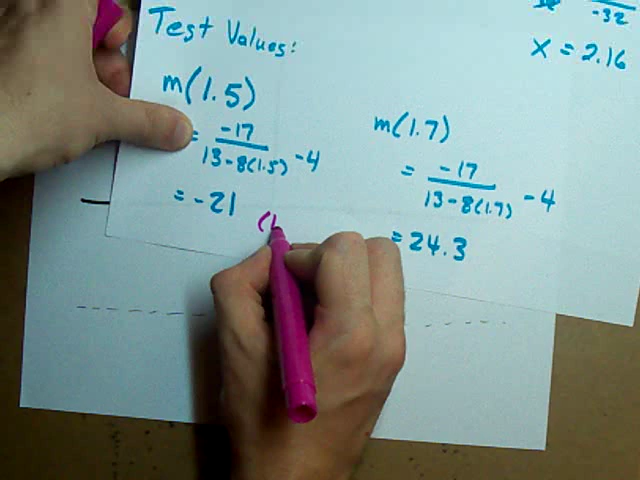 Test Values:
m(1.5)
= -17 / 13-8(1.5) -4
= -21
(1
m(1.7)
= -17 / 13-8(1.7) -4
= 24.3
-32
x = 2.16